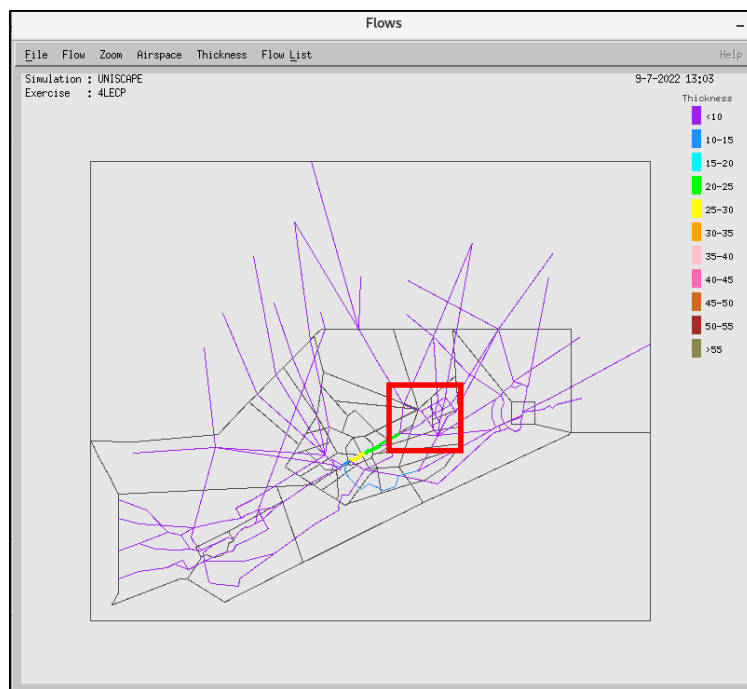 Flows
File Flow Zoom Airspace Thickness Flow List Help
Simulation : UNISCAPE 9-7-2022 13:03
Exercise : 4LECP
Thickness
<10
10-15
15-20
20-25
25-30
30-35
35-40
40-45
45-50
50-55
>55